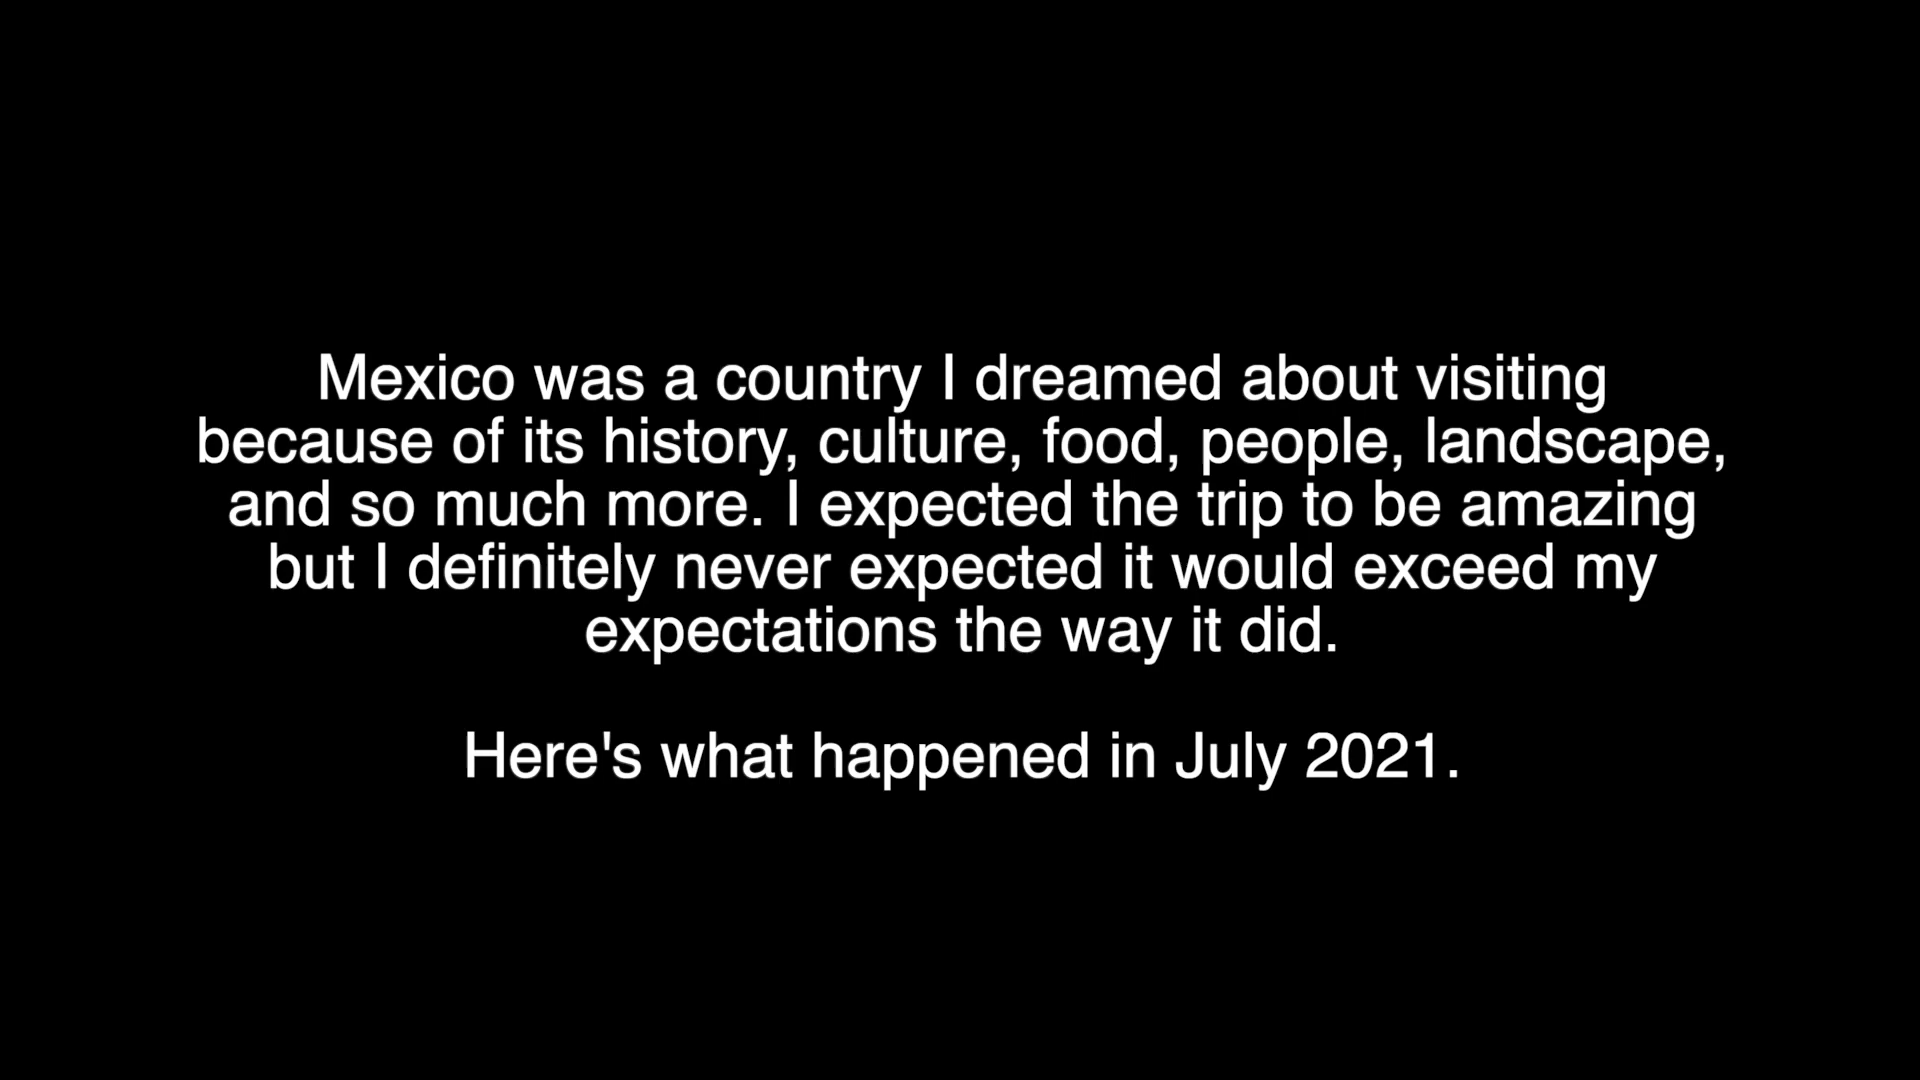 Mexico was a country I dreamed about visiting
because of its history, culture, food, people, landscape,
and so much more. I expected the trip to be amazing
but I definitely never expected it would exceed my
expectations the way it did.
Here's what happened in July 2021.